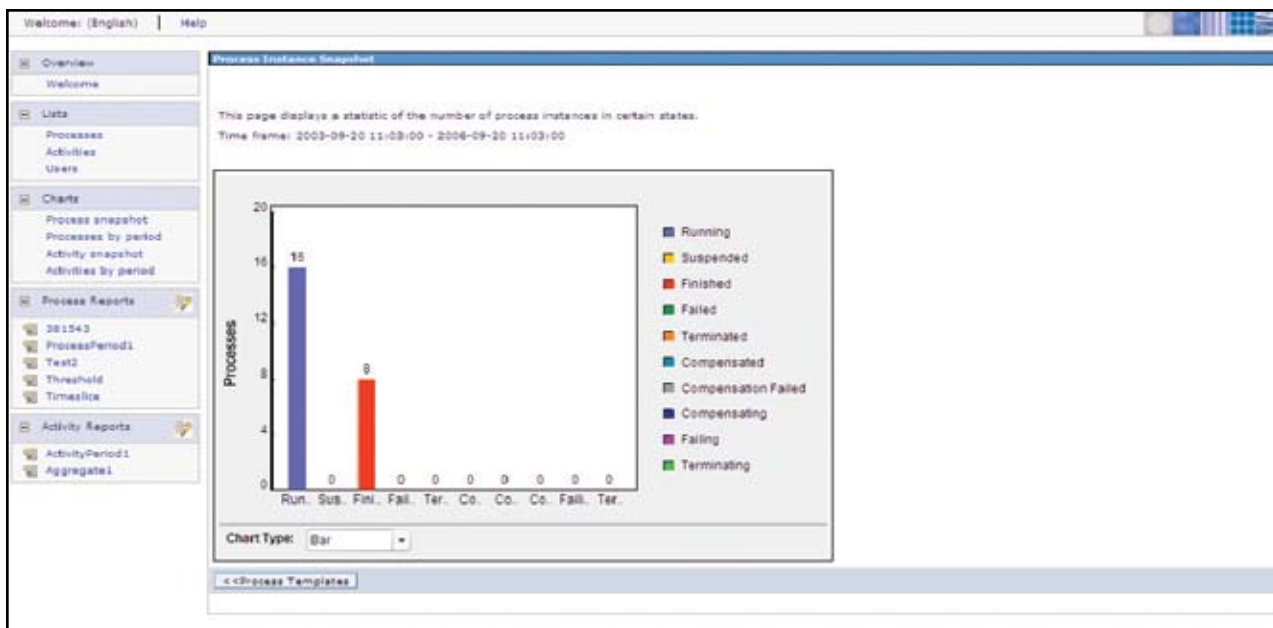 Welcome: (English) | Help
Overview
Welcome
Lists
Processes
Activities
Users
Charts
Process snapshot
Processes by period
Activity snapshot
Activities by period
Process Reports
381543
ProcessPeriod1
Test2
Threshold
Timeslice
Activity Reports
ActivityPeriod1
Aggregate1
Process Instance Snapshot
This page displays a statistic of the number of process instances in certain states.
Time frame: 2003-09-20 11:03:00 - 2006-09-20 11:03:00
Processes
20
16
12
8
4
0
16
0
8
0
0
0
0
0
0
0
Run.. Sus.. Fini.. Fail.. Ter.. Co.. Co.. Co.. Faili.. Ter..
Running
Suspended
Finished
Failed
Terminated
Compensated
Compensation Failed
Compensating
Failing
Terminating
Chart Type: Bar
<<Process Templates